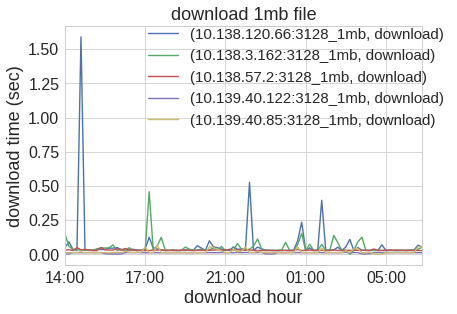 download 1mb file
(10.138.120.66:3128_1mb, download)
(10.138.3.162:3128_1mb, download)
(10.138.57.2:3128_1mb, download)
(10.139.40.122:3128_1mb, download)
(10.139.40.85:3128_1mb, download)
download time (sec)
1.50
1.25
1.00
0.75
0.50
0.25
0.00
14:00 17:00 21:00 01:00 05:00
download hour